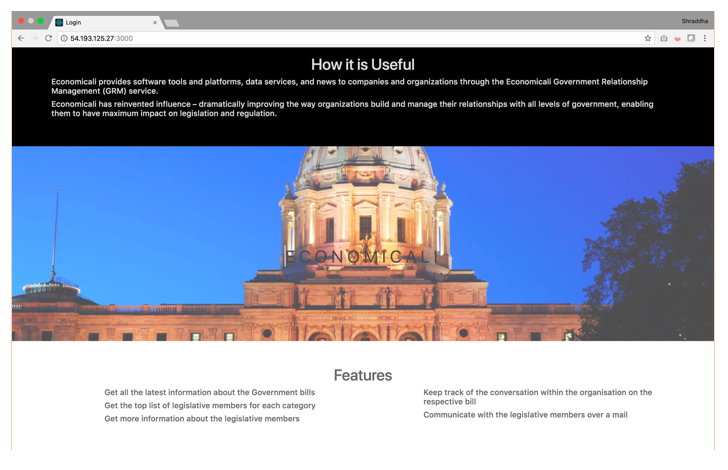 Login
Shraddha
54.193.125.27:3000
How it is Useful
Economicali provides software tools and platforms, data services, and news to companies and organizations through the Economicali Government Relationship
Management (GRM) service.
Economicali has reinvented influence – dramatically improving the way organizations build and manage their relationships with all levels of government, enabling
them to have maximum impact on legislation and regulation.
ECONOMICALI
Features
Get all the latest information about the Government bills
Get the top list of legislative members for each category
Get more information about the legislative members
Keep track of the conversation within the organisation on the
respective bill
Communicate with the legislative members over a mail